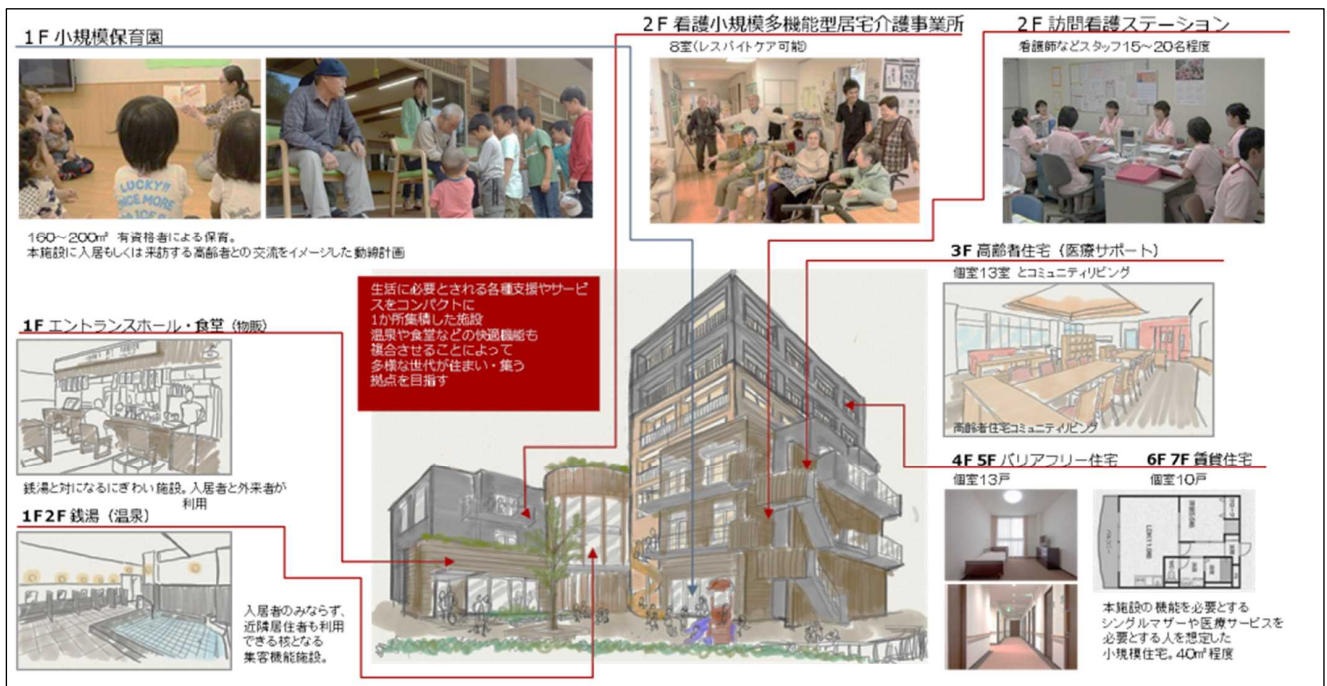 1F 小規模保育園
160～200㎡ 有資格者による保育。
本施設に入居もしくは来訪する高齢者との交流をイメージした動線計画
2F 看護小規模多機能型居宅介護事業所
8室(レスパイトケア可能)
2F 訪問看護ステーション
看護師などスタッフ15～20名程度
LUCKY!!
生活に必要とされる各種支援やサービ
スをコンパクトに
1か所集積した施設
温泉や食堂などの快適機能も
複合させることによって
多様な世代が住まい・集う
拠点を目指す
3F 高齢者住宅（医療サポート）
個室13室 とコミュニティリビング
高齢者住宅コミュニティリビング
1F エントランスホール・食堂（物販）
銭湯と対になるにぎわい施設。入居者と外来者が
利用
1F2F 銭湯（温泉）
入居者のみならず、
近隣居住者も利用
できる核となる
集客機能施設。
4F 5F バリアフリー住宅
個室13戸
6F 7F 賃貸住宅
個室10戸
本施設の機能を必要とする
シングルマザーや医療サービスを
必要とする人を想定した
小規模住宅。40㎡程度